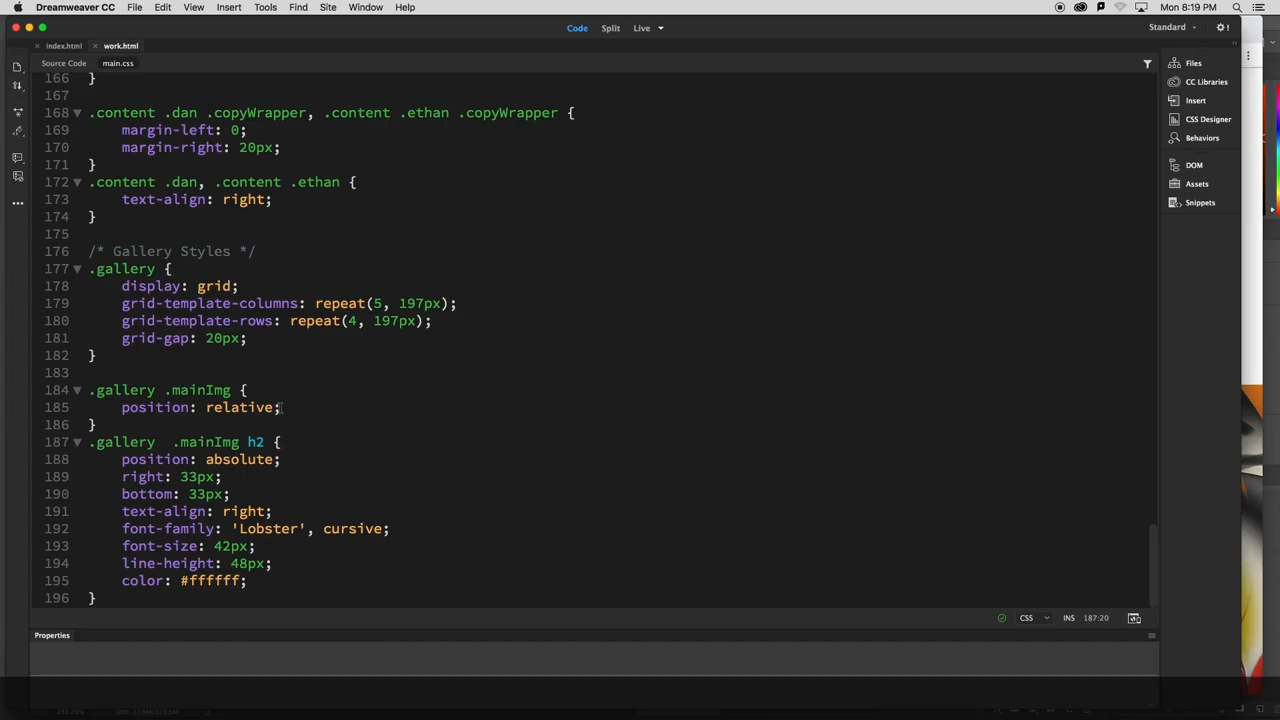 Dreamweaver CC File Edit View Insert Tools Find Site Window Help Mon 8:19 PM
Code Split Live Standard
index.html work.html
Source Code main.css
Files
CC Libraries
Insert
CSS Designer
Behaviors
DOM
Assets
Snippets
166 }
167
168 .content .dan .copyWrapper, .content .ethan .copyWrapper {
169 margin-left: 0;
170 margin-right: 20px;
171 }
172 .content .dan, .content .ethan {
173 text-align: right;
174 }
175
176 /* Gallery Styles */
177 .gallery {
178 display: grid;
179 grid-template-columns: repeat(5, 197px);
180 grid-template-rows: repeat(4, 197px);
181 grid-gap: 20px;
182 }
183
184 .gallery .mainImg {
185 position: relative;
186 }
187 .gallery  .mainImg h2 {
188 position: absolute;
189 right: 33px;
190 bottom: 33px;
191 text-align: right;
192 font-family: 'Lobster', cursive;
193 font-size: 42px;
194 line-height: 48px;
195 color: #ffffff;
196 }
CSS INS 187:20
Properties